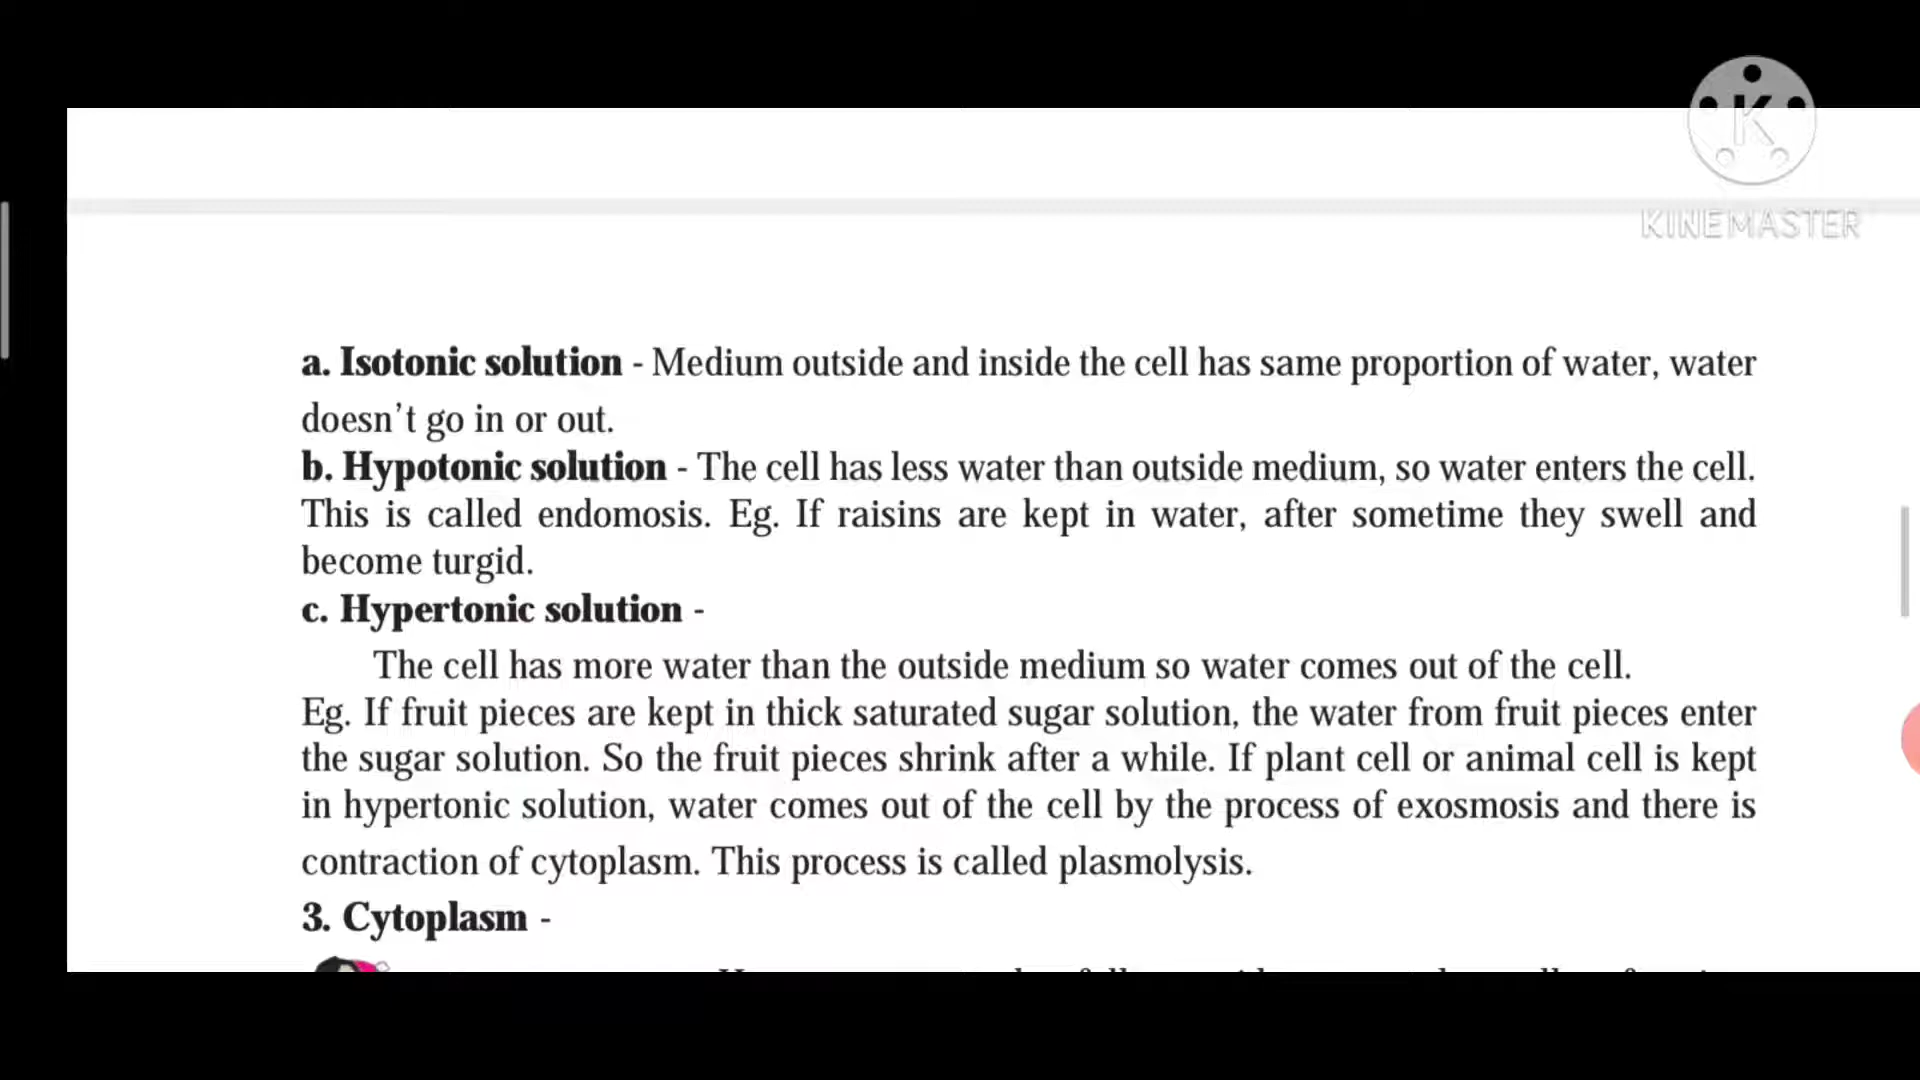 K
KINEMASTER
a. Isotonic solution - Medium outside and inside the cell has same proportion of water, water
doesn't go in or out.
b. Hypotonic solution - The cell has less water than outside medium, so water enters the cell.
This is called endomosis. Eg. If raisins are kept in water, after sometime they swell and
become turgid.
c. Hypertonic solution -
The cell has more water than the outside medium so water comes out of the cell.
Eg. If fruit pieces are kept in thick saturated sugar solution, the water from fruit pieces enter
the sugar solution. So the fruit pieces shrink after a while. If plant cell or animal cell is kept
in hypertonic solution, water comes out of the cell by the process of exosmosis and there is
contraction of cytoplasm. This process is called plasmolysis.
3. Cytoplasm -